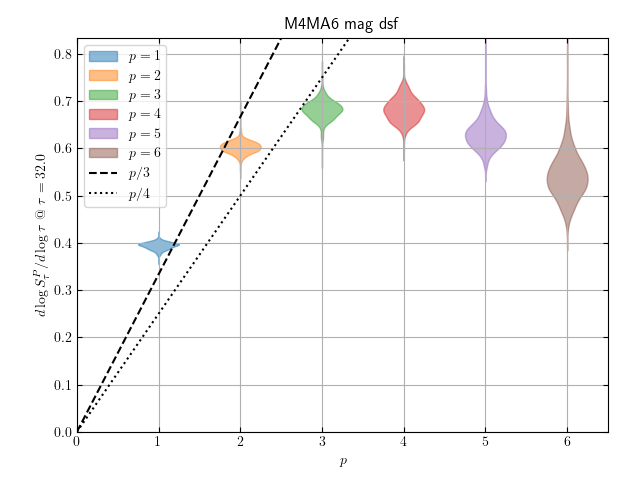 M4MA6 mag dsf
p = 1
p = 2
p = 3
p = 4
p = 5
p = 6
p/3
p/4
d log S_τ^P / d log τ @ τ = 32.0
0.8
0.7
0.6
0.5
0.4
0.3
0.2
0.1
0.0
0 1 2 3 4 5 6
p